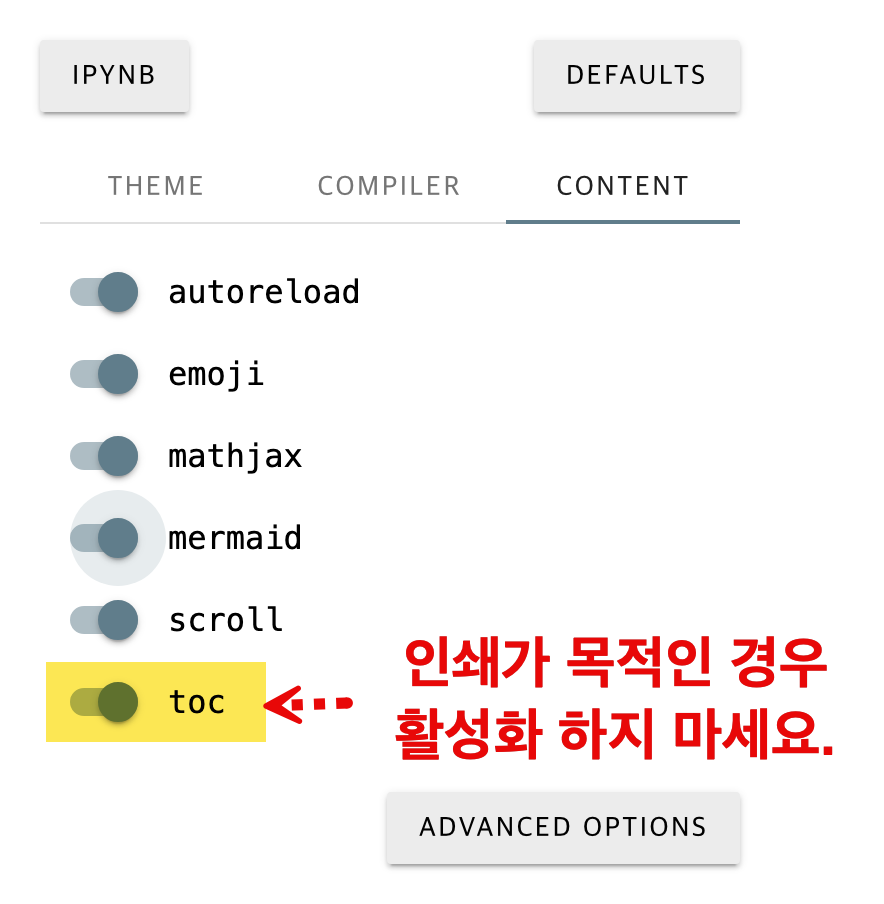 IPYNB
DEFAULTS
THEME
COMPILER
CONTENT
autoreload
emoji
mathjax
mermaid
scroll
toc
인쇄가 목적인 경우
활성화 하지 마세요.
ADVANCED OPTIONS